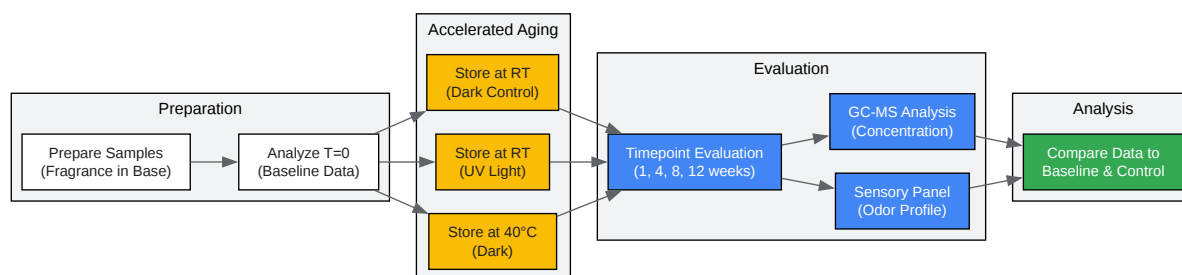 Preparation
Prepare Samples
(Fragrance in Base)
Analyze T=0
(Baseline Data)
Accelerated Aging
Store at RT
(Dark Control)
Store at RT
(UV Light)
Store at 40°C
(Dark)
Evaluation
Timepoint Evaluation
(1, 4, 8, 12 weeks)
GC-MS Analysis
(Concentration)
Sensory Panel
(Odor Profile)
Analysis
Compare Data to
Baseline & Control